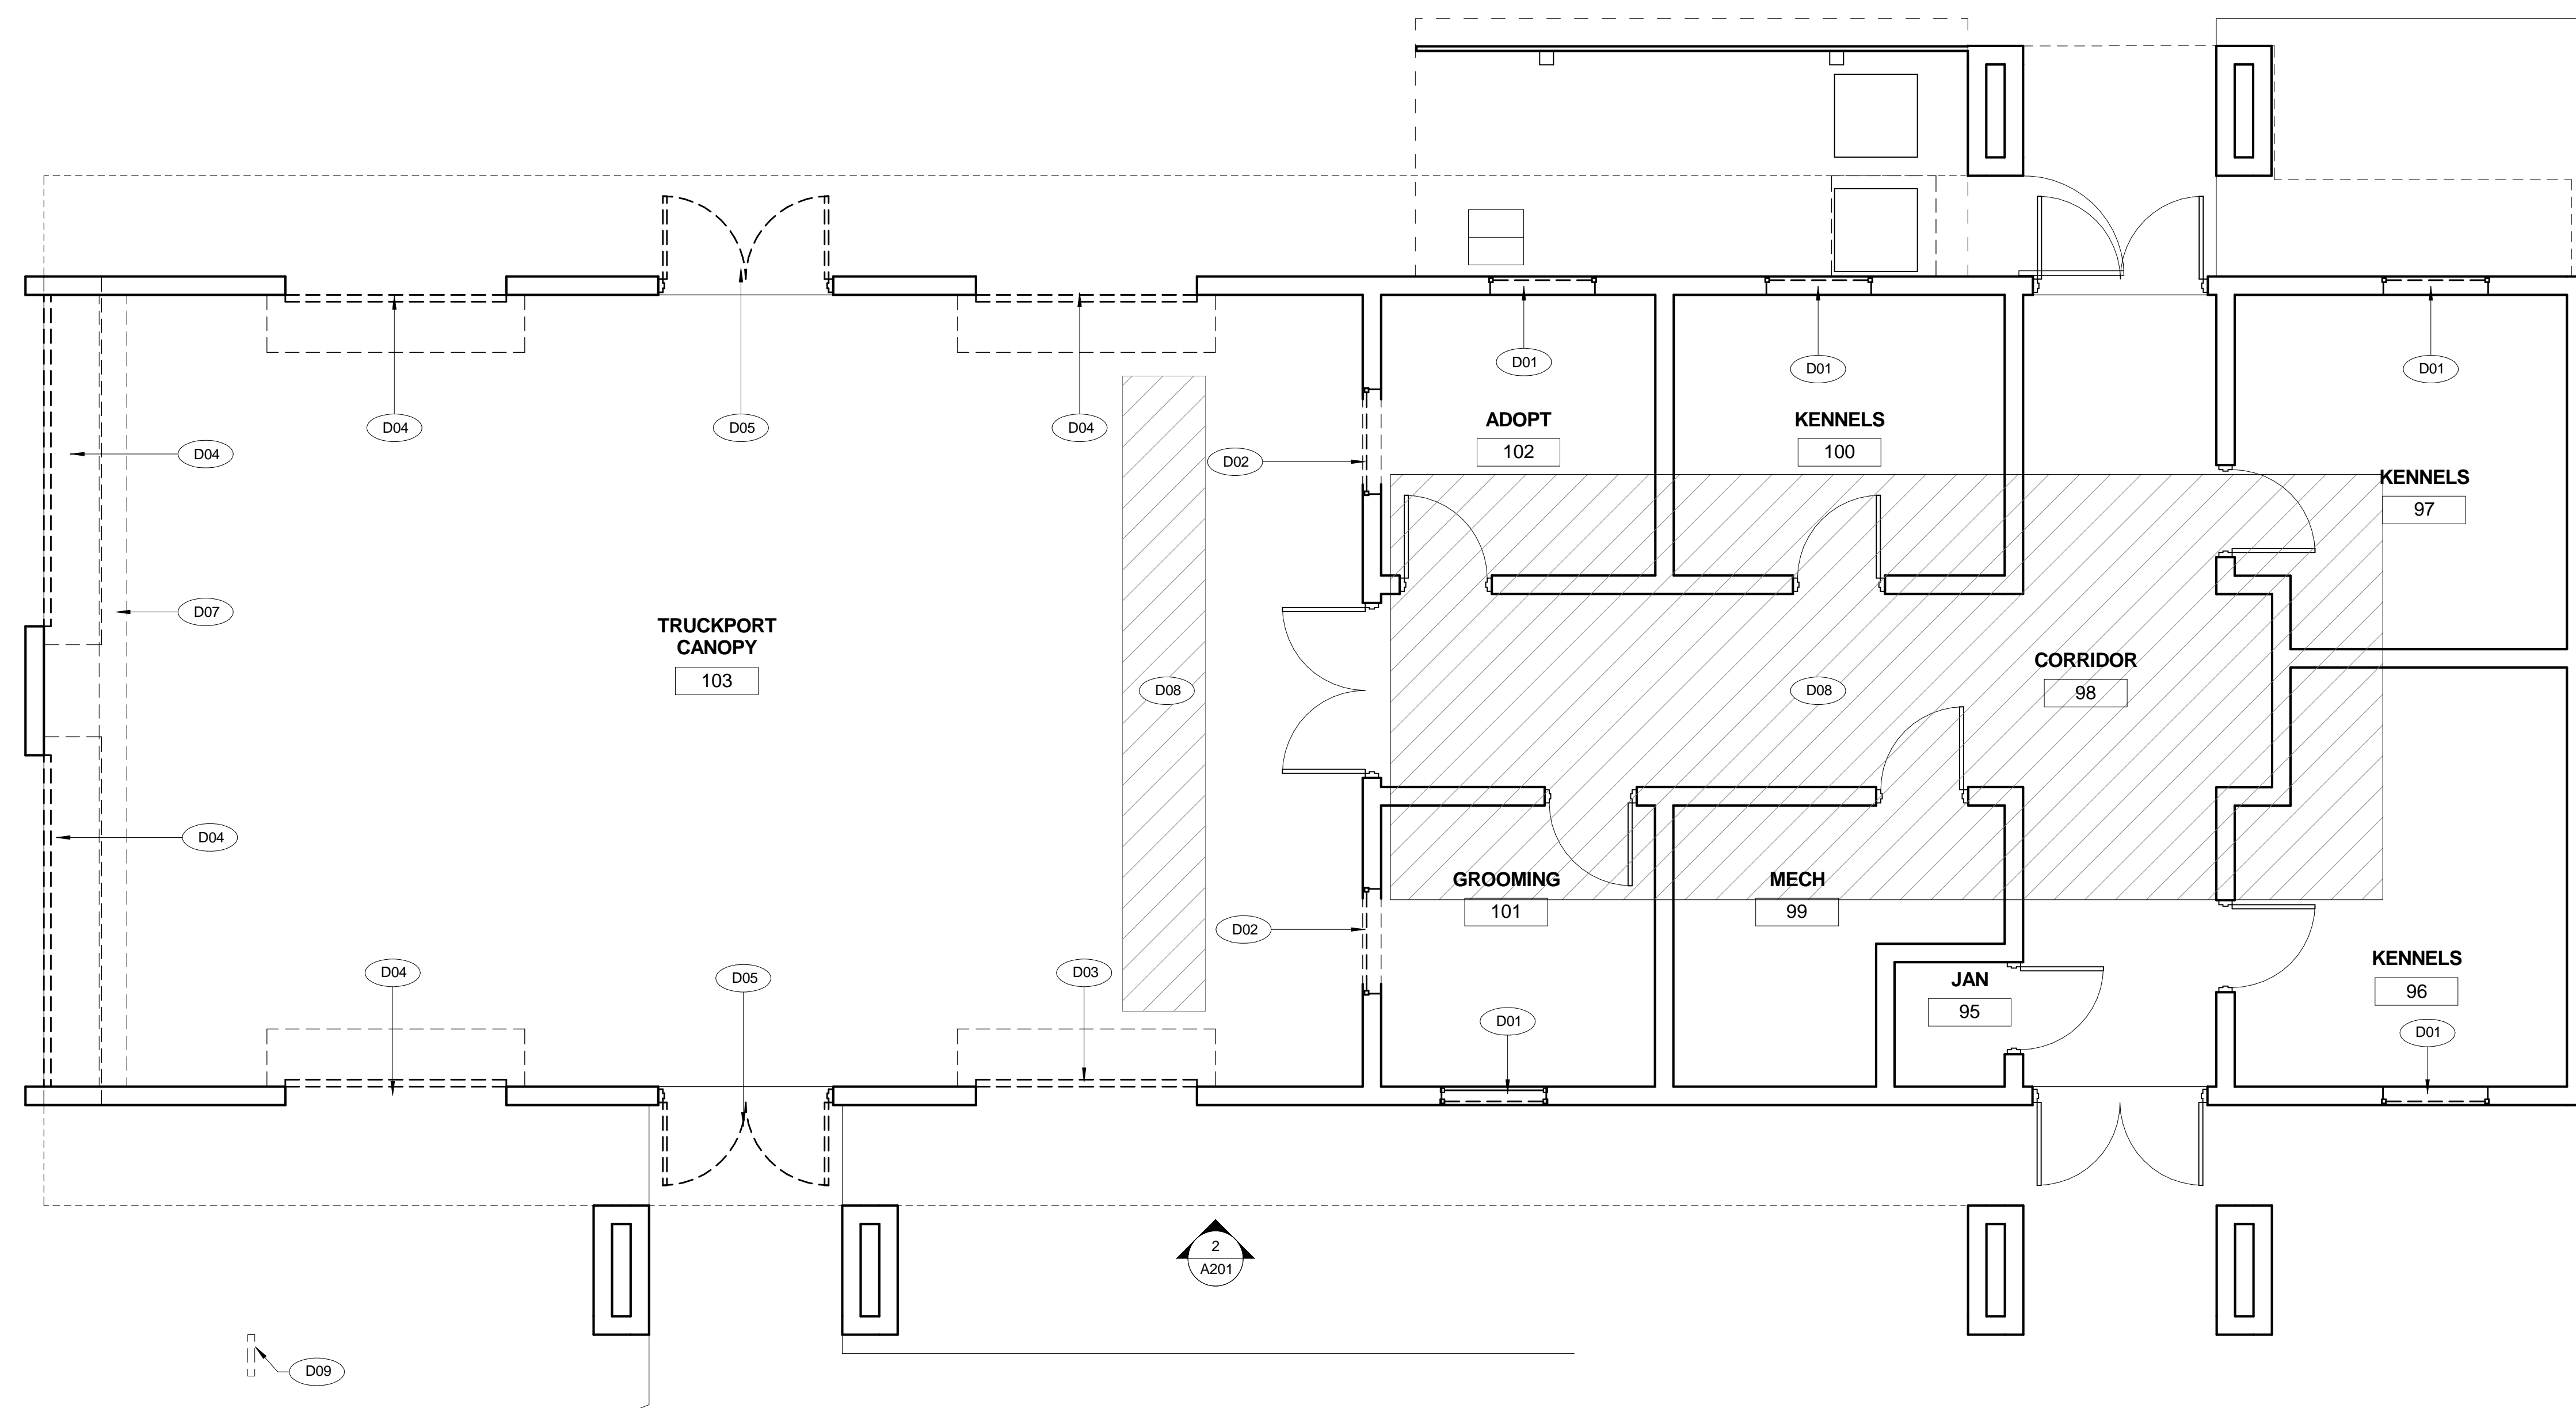 D01
D01
D01
D04
D05
D04
ADOPT
102
KENNELS
100
D04
D02
KENNELS
97
D07
TRUCKPORT
CANOPY
103
D08
D08
CORRIDOR
98
D04
GROOMING
101
MECH
99
D02
KENNELS
96
D04
D05
D03
JAN
95
D01
D01
2
A201
D09